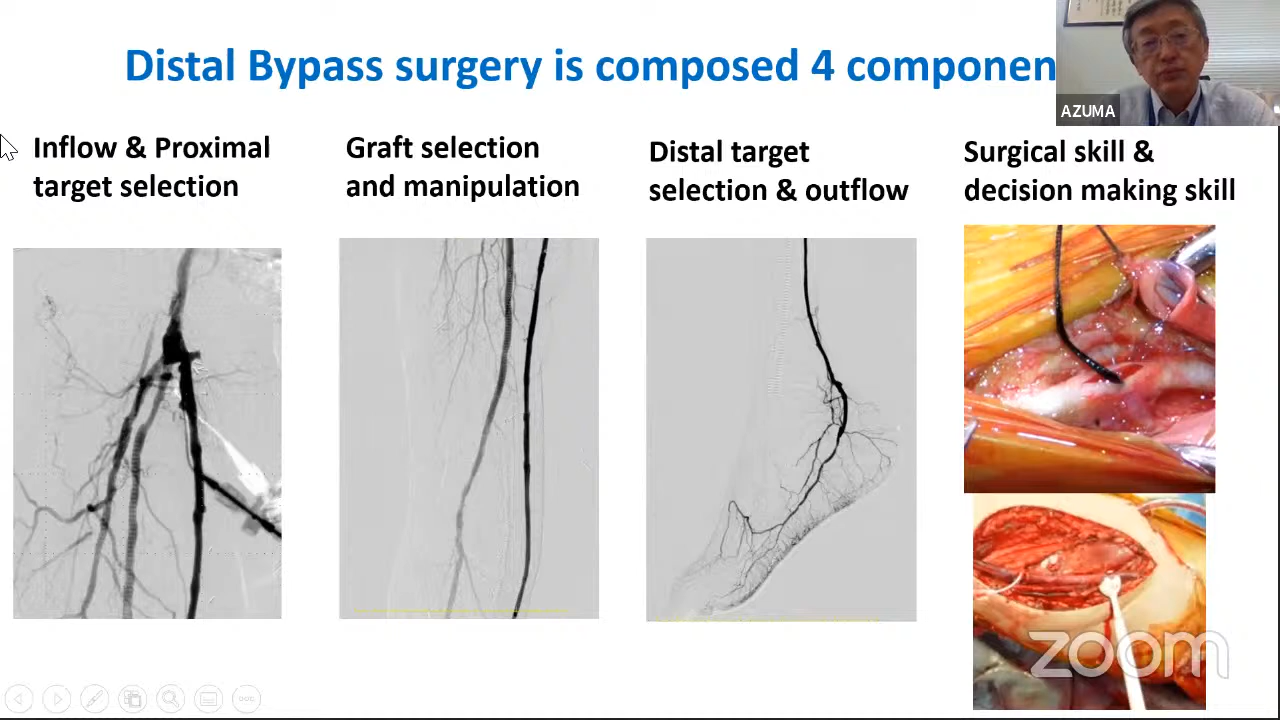 Distal Bypass surgery is composed 4 componen
AZUMA
Inflow & Proximal
target selection
Graft selection
and manipulation
Distal target
selection & outflow
Surgical skill &
decision making skill
zoom